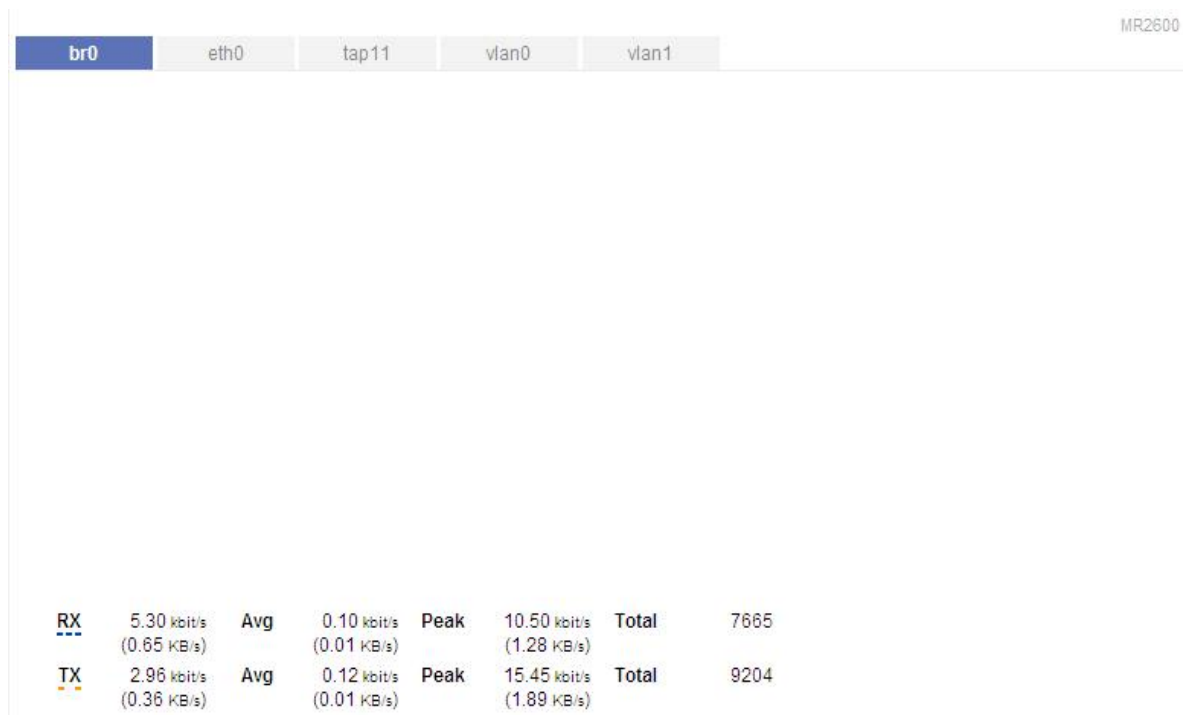 MR2600
br0 eth0 tap11 vlan0 vlan1
RX 5.30 kbit/s Avg 0.10 kbit/s Peak 10.50 kbit/s Total 7665
(0.65 KB/s) (0.01 KB/s) (1.28 KB/s)
TX 2.96 kbit/s Avg 0.12 kbit/s Peak 15.45 kbit/s Total 9204
(0.36 KB/s) (0.01 KB/s) (1.89 KB/s)